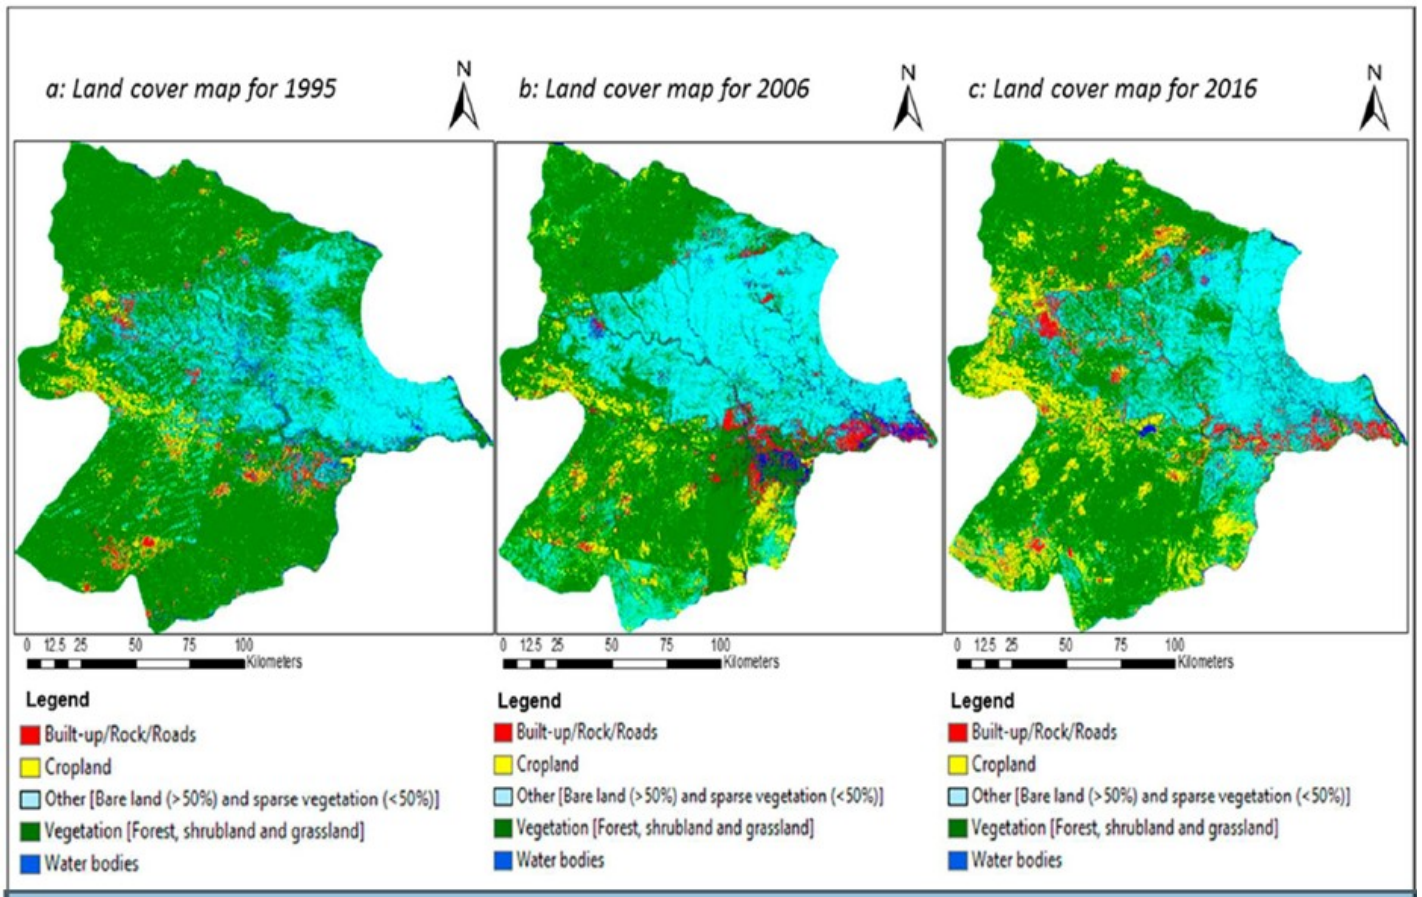 a: Land cover map for 1995
N
b: Land cover map for 2006
N
c: Land cover map for 2016
N
0 12.5 25 50 75 100
Kilometers
0 12.5 25 50 75 100
Kilometers
0 12.5 25 50 75 100
Kilometers
Legend
Built-up/Rock/Roads
Cropland
Other [Bare land (>50%) and sparse vegetation (<50%)]
Vegetation [Forest, shrubland and grassland]
Water bodies
Legend
Built-up/Rock/Roads
Cropland
Other [Bare land (>50%) and sparse vegetation (<50%)]
Vegetation [Forest, shrubland and grassland]
Water bodies
Legend
Built-up/Rock/Roads
Cropland
Other [Bare land (>50%) and sparse vegetation (<50%)]
Vegetation [Forest, shrubland and grassland]
Water bodies